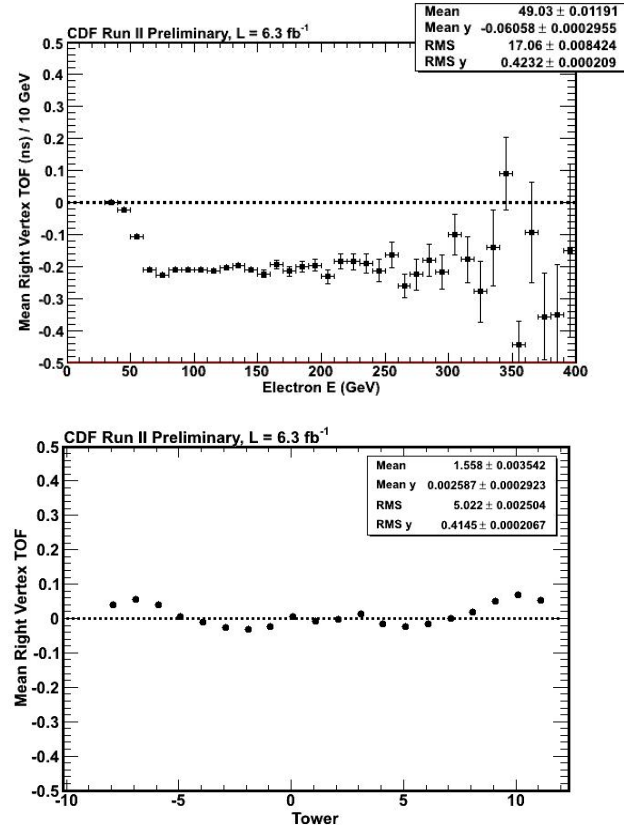 CDF Run II Preliminary, L = 6.3 fb⁻¹
Mean 49.03 ± 0.01191
Mean y -0.06058 ± 0.0002955
RMS 17.06 ± 0.008424
RMS y 0.4232 ± 0.000209
Mean Right Vertex TOF (ns) / 10 GeV
0.5
0.4
0.3
0.2
0.1
0
-0.1
-0.2
-0.3
-0.4
-0.5
0 50 100 150 200 250 300 350 400
Electron E (GeV)
CDF Run II Preliminary, L = 6.3 fb⁻¹
Mean 1.558 ± 0.003542
Mean y 0.002587 ± 0.0002923
RMS 5.022 ± 0.002504
RMS y 0.4145 ± 0.0002067
Mean Right Vertex TOF
0.5
0.4
0.3
0.2
0.1
0
-0.1
-0.2
-0.3
-0.4
-0.5
-10 -5 0 5 10
Tower